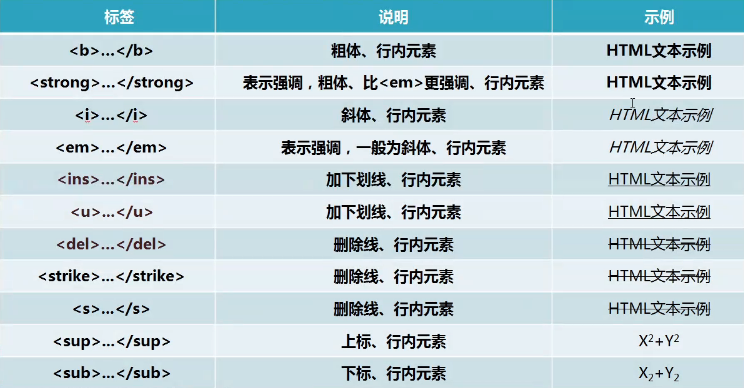 标签 说明 示例
<b>...</b> 粗体、行内元素 HTML文本示例
<strong>...</strong> 表示强调，粗体、比<em>更强调、行内元素 HTML文本示例
<i>...</i> 斜体、行内元素 HTML文本示例
<em>...</em> 表示强调，一般为斜体、行内元素 HTML文本示例
<ins>...</ins> 加下划线、行内元素 HTML文本示例
<u>...</u> 加下划线、行内元素 HTML文本示例
<del>...</del> 删除线、行内元素 HTML文本示例
<strike>...</strike> 删除线、行内元素 HTML文本示例
<s>...</s> 删除线、行内元素 HTML文本示例
<sup>...</sup> 上标、行内元素 X²+Y²
<sub>...</sub> 下标、行内元素 X₂+Y₂